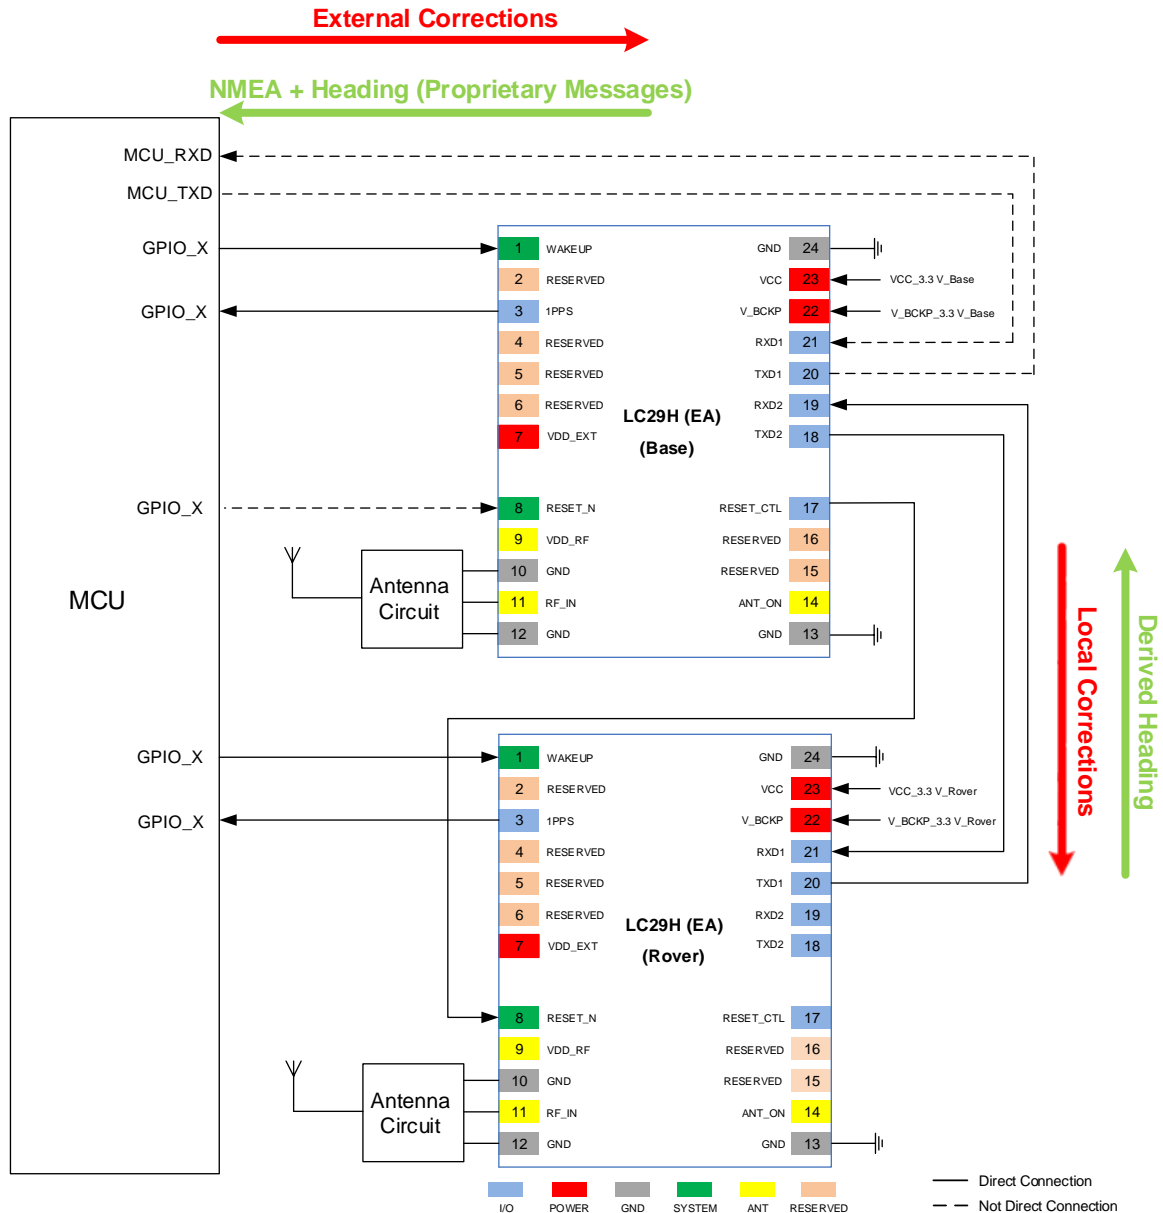 External Corrections
NMEA + Heading (Proprietary Messages)
MCU_RXD
MCU_TXD
GPIO_X
GPIO_X
GPIO_X
MCU
GPIO_X
GPIO_X
1 WAKEUP
2 RESERVED
3 1PPS
4 RESERVED
5 RESERVED
6 RESERVED
7 VDD_EXT
8 RESET_N
9 VDD_RF
10 GND
11 RF_IN
12 GND
GND 24
VCC 23 VCC_3.3 V_Base
V_BCKP 22 V_BCKP_3.3 V_Base
RXD1 21
TXD1 20
RXD2 19
TXD2 18
RESET_CTL 17
RESERVED 16
RESERVED 15
ANT_ON 14
GND 13
LC29H (EA)
(Base)
Antenna
Circuit
Local Corrections
Derived Heading
1 WAKEUP
2 RESERVED
3 1PPS
4 RESERVED
5 RESERVED
6 RESERVED
7 VDD_EXT
8 RESET_N
9 VDD_RF
10 GND
11 RF_IN
12 GND
GND 24
VCC 23 VCC_3.3 V_Rover
V_BCKP 22 V_BCKP_3.3 V_Rover
RXD1 21
TXD1 20
RXD2 19
TXD2 18
RESET_CTL 17
RESERVED 16
RESERVED 15
ANT_ON 14
GND 13
LC29H (EA)
(Rover)
Antenna
Circuit
I/O POWER GND SYSTEM ANT RESERVED
Direct Connection
Not Direct Connection